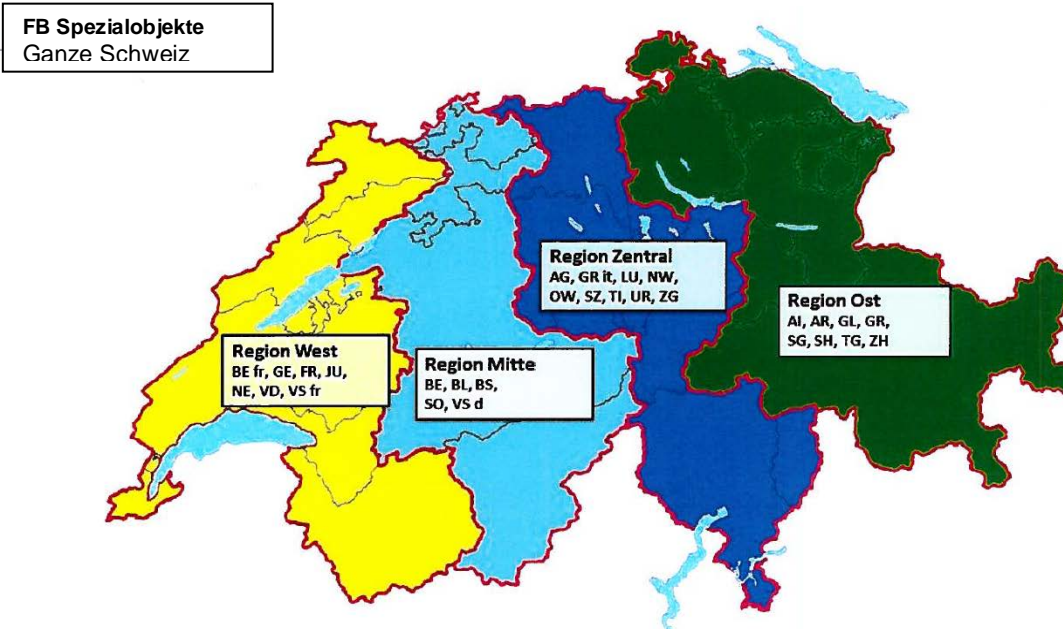 FB Spezialobjekte
Ganze Schweiz
Region Zentral
AG, GR it, LU, NW,
OW, SZ, TI, UR, ZG
Region Ost
AI, AR, GL, GR,
SG, SH, TG, ZH
Region West
BE fr, GE, FR, JU,
NE, VD, VS fr
Region Mitte
BE, BL, BS,
SO, VS d